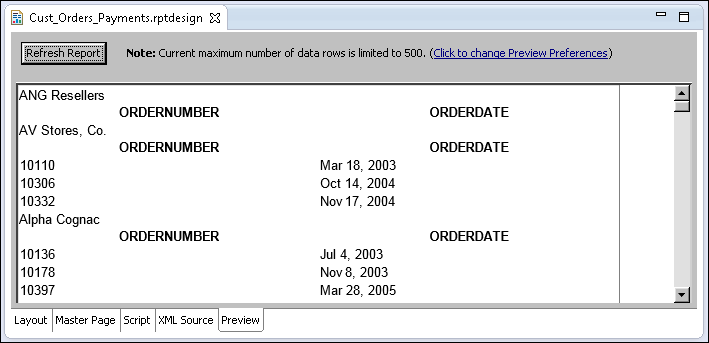 Cust_Orders_Payments.rptdesign
Refresh Report Note: Current maximum number of data rows is limited to 500. (Click to change Preview Preferences)
ANG Resellers
ORDERNUMBER ORDERDATE
AV Stores, Co.
ORDERNUMBER ORDERDATE
10110 Mar 18, 2003
10306 Oct 14, 2004
10332 Nov 17, 2004
Alpha Cognac
ORDERNUMBER ORDERDATE
10136 Jul 4, 2003
10178 Nov 8, 2003
10397 Mar 28, 2005
Layout Master Page Script XML Source Preview